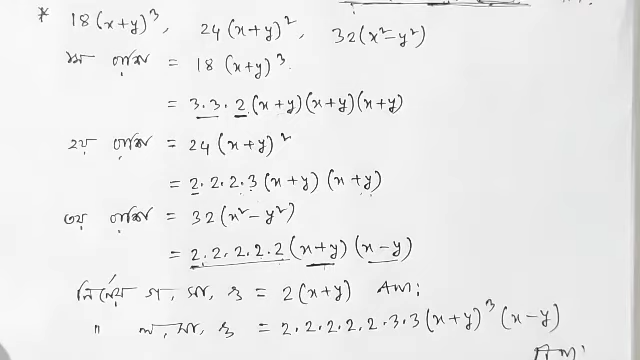 * 18(x+y)³, 24(x+y)², 32(x²-y²)
১ম রাশি = 18(x+y)³.
= 3.3.2(x+y)(x+y)(x+y)
২য় রাশি = 24(x+y)²
= 2.2.2.3(x+y)(x+y)
৩য় রাশি = 32(x²-y²)
= 2.2.2.2.2(x+y)(x-y)
নির্ণেয় গ, সা, গু = 2(x+y) Am:
" ল, সা, গু = 2.2.2.2.2.3.3(x+y)³(x-y)
Am: